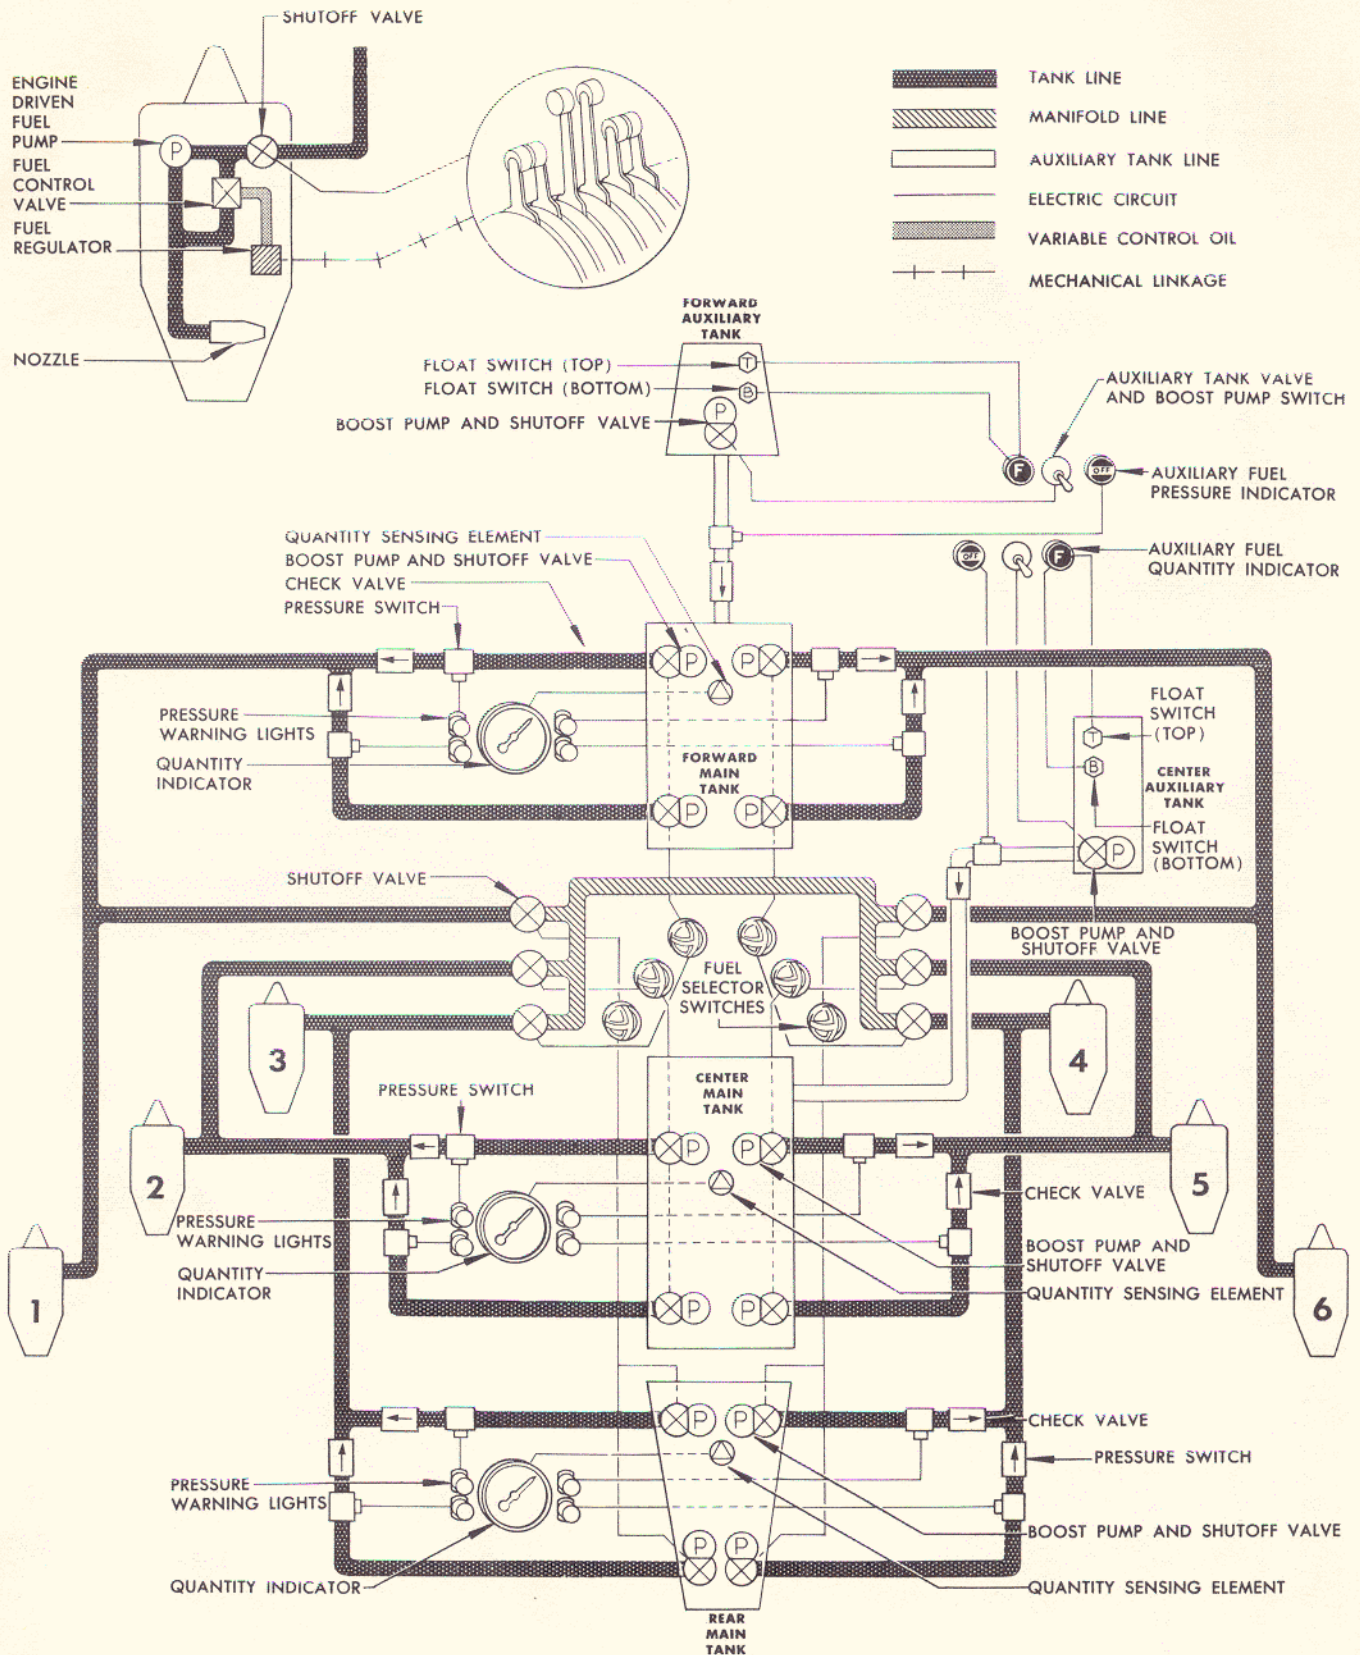 SHUTOFF VALVE
ENGINE
DRIVEN
FUEL
PUMP
FUEL
CONTROL
VALVE
FUEL
REGULATOR
NOZZLE
P
TANK LINE
MANIFOLD LINE
AUXILIARY TANK LINE
ELECTRIC CIRCUIT
VARIABLE CONTROL OIL
MECHANICAL LINKAGE
FORWARD
AUXILIARY
TANK
FLOAT SWITCH (TOP)
T
FLOAT SWITCH (BOTTOM)
B
BOOST PUMP AND SHUTOFF VALVE
P
AUXILIARY TANK VALVE
AND BOOST PUMP SWITCH
F
OFF
AUXILIARY FUEL
PRESSURE INDICATOR
OFF
F
AUXILIARY FUEL
QUANTITY INDICATOR
QUANTITY SENSING ELEMENT
BOOST PUMP AND SHUTOFF VALVE
CHECK VALVE
PRESSURE SWITCH
P
P
PRESSURE
WARNING LIGHTS
QUANTITY
INDICATOR
FORWARD
MAIN
TANK
P
P
FLOAT
SWITCH
(TOP)
T
B
CENTER
AUXILIARY
TANK
FLOAT
SWITCH
(BOTTOM)
P
BOOST PUMP AND
SHUTOFF VALVE
SHUTOFF VALVE
FUEL
SELECTOR
SWITCHES
3
4
CENTER
MAIN
TANK
PRESSURE SWITCH
P
P
2
5
PRESSURE
WARNING LIGHTS
QUANTITY
INDICATOR
CHECK VALVE
BOOST PUMP AND
SHUTOFF VALVE
QUANTITY SENSING ELEMENT
1
6
P
P
P
P
CHECK VALVE
PRESSURE SWITCH
PRESSURE
WARNING LIGHTS
BOOST PUMP AND SHUTOFF VALVE
P
P
QUANTITY INDICATOR
QUANTITY SENSING ELEMENT
REAR
MAIN
TANK